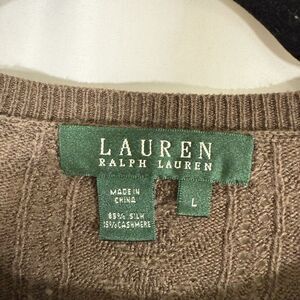 LAUREN
RALPH LAUREN
MADE IN
CHINA
85% SILK
15% CASHMERE
L